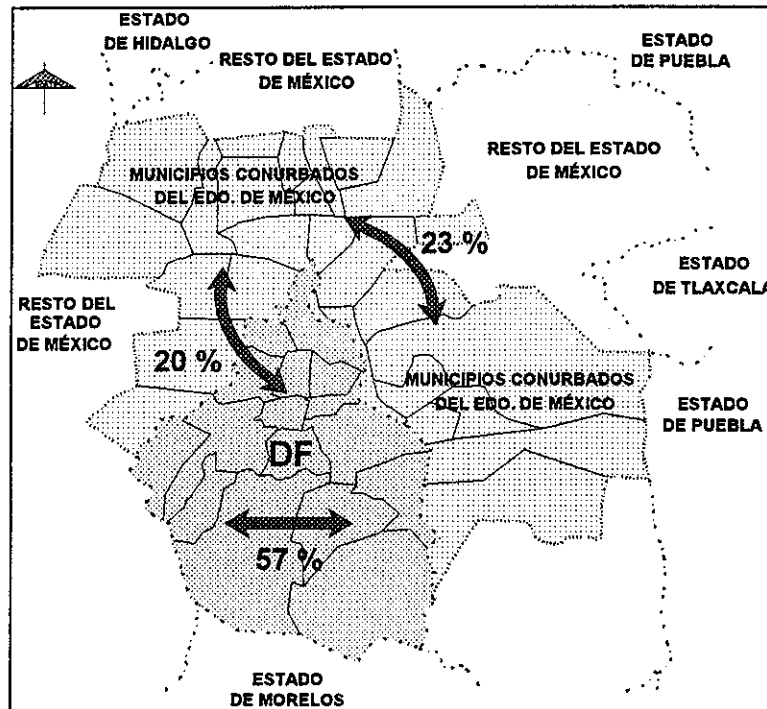 ESTADO
DE HIDALGO
RESTO DEL ESTADO
DE MÉXICO
ESTADO
DE PUEBLA
RESTO DEL ESTADO
DE MÉXICO
MUNICIPIOS CONURBADOS
DEL EDO. DE MÉXICO
23 %
ESTADO
DE TLAXCALA
RESTO DEL
ESTADO
DE MÉXICO
20 %
MUNICIPIOS CONURBADOS
DEL EDO. DE MÉXICO
ESTADO
DE PUEBLA
DF
57 %
ESTADO
DE MORELOS